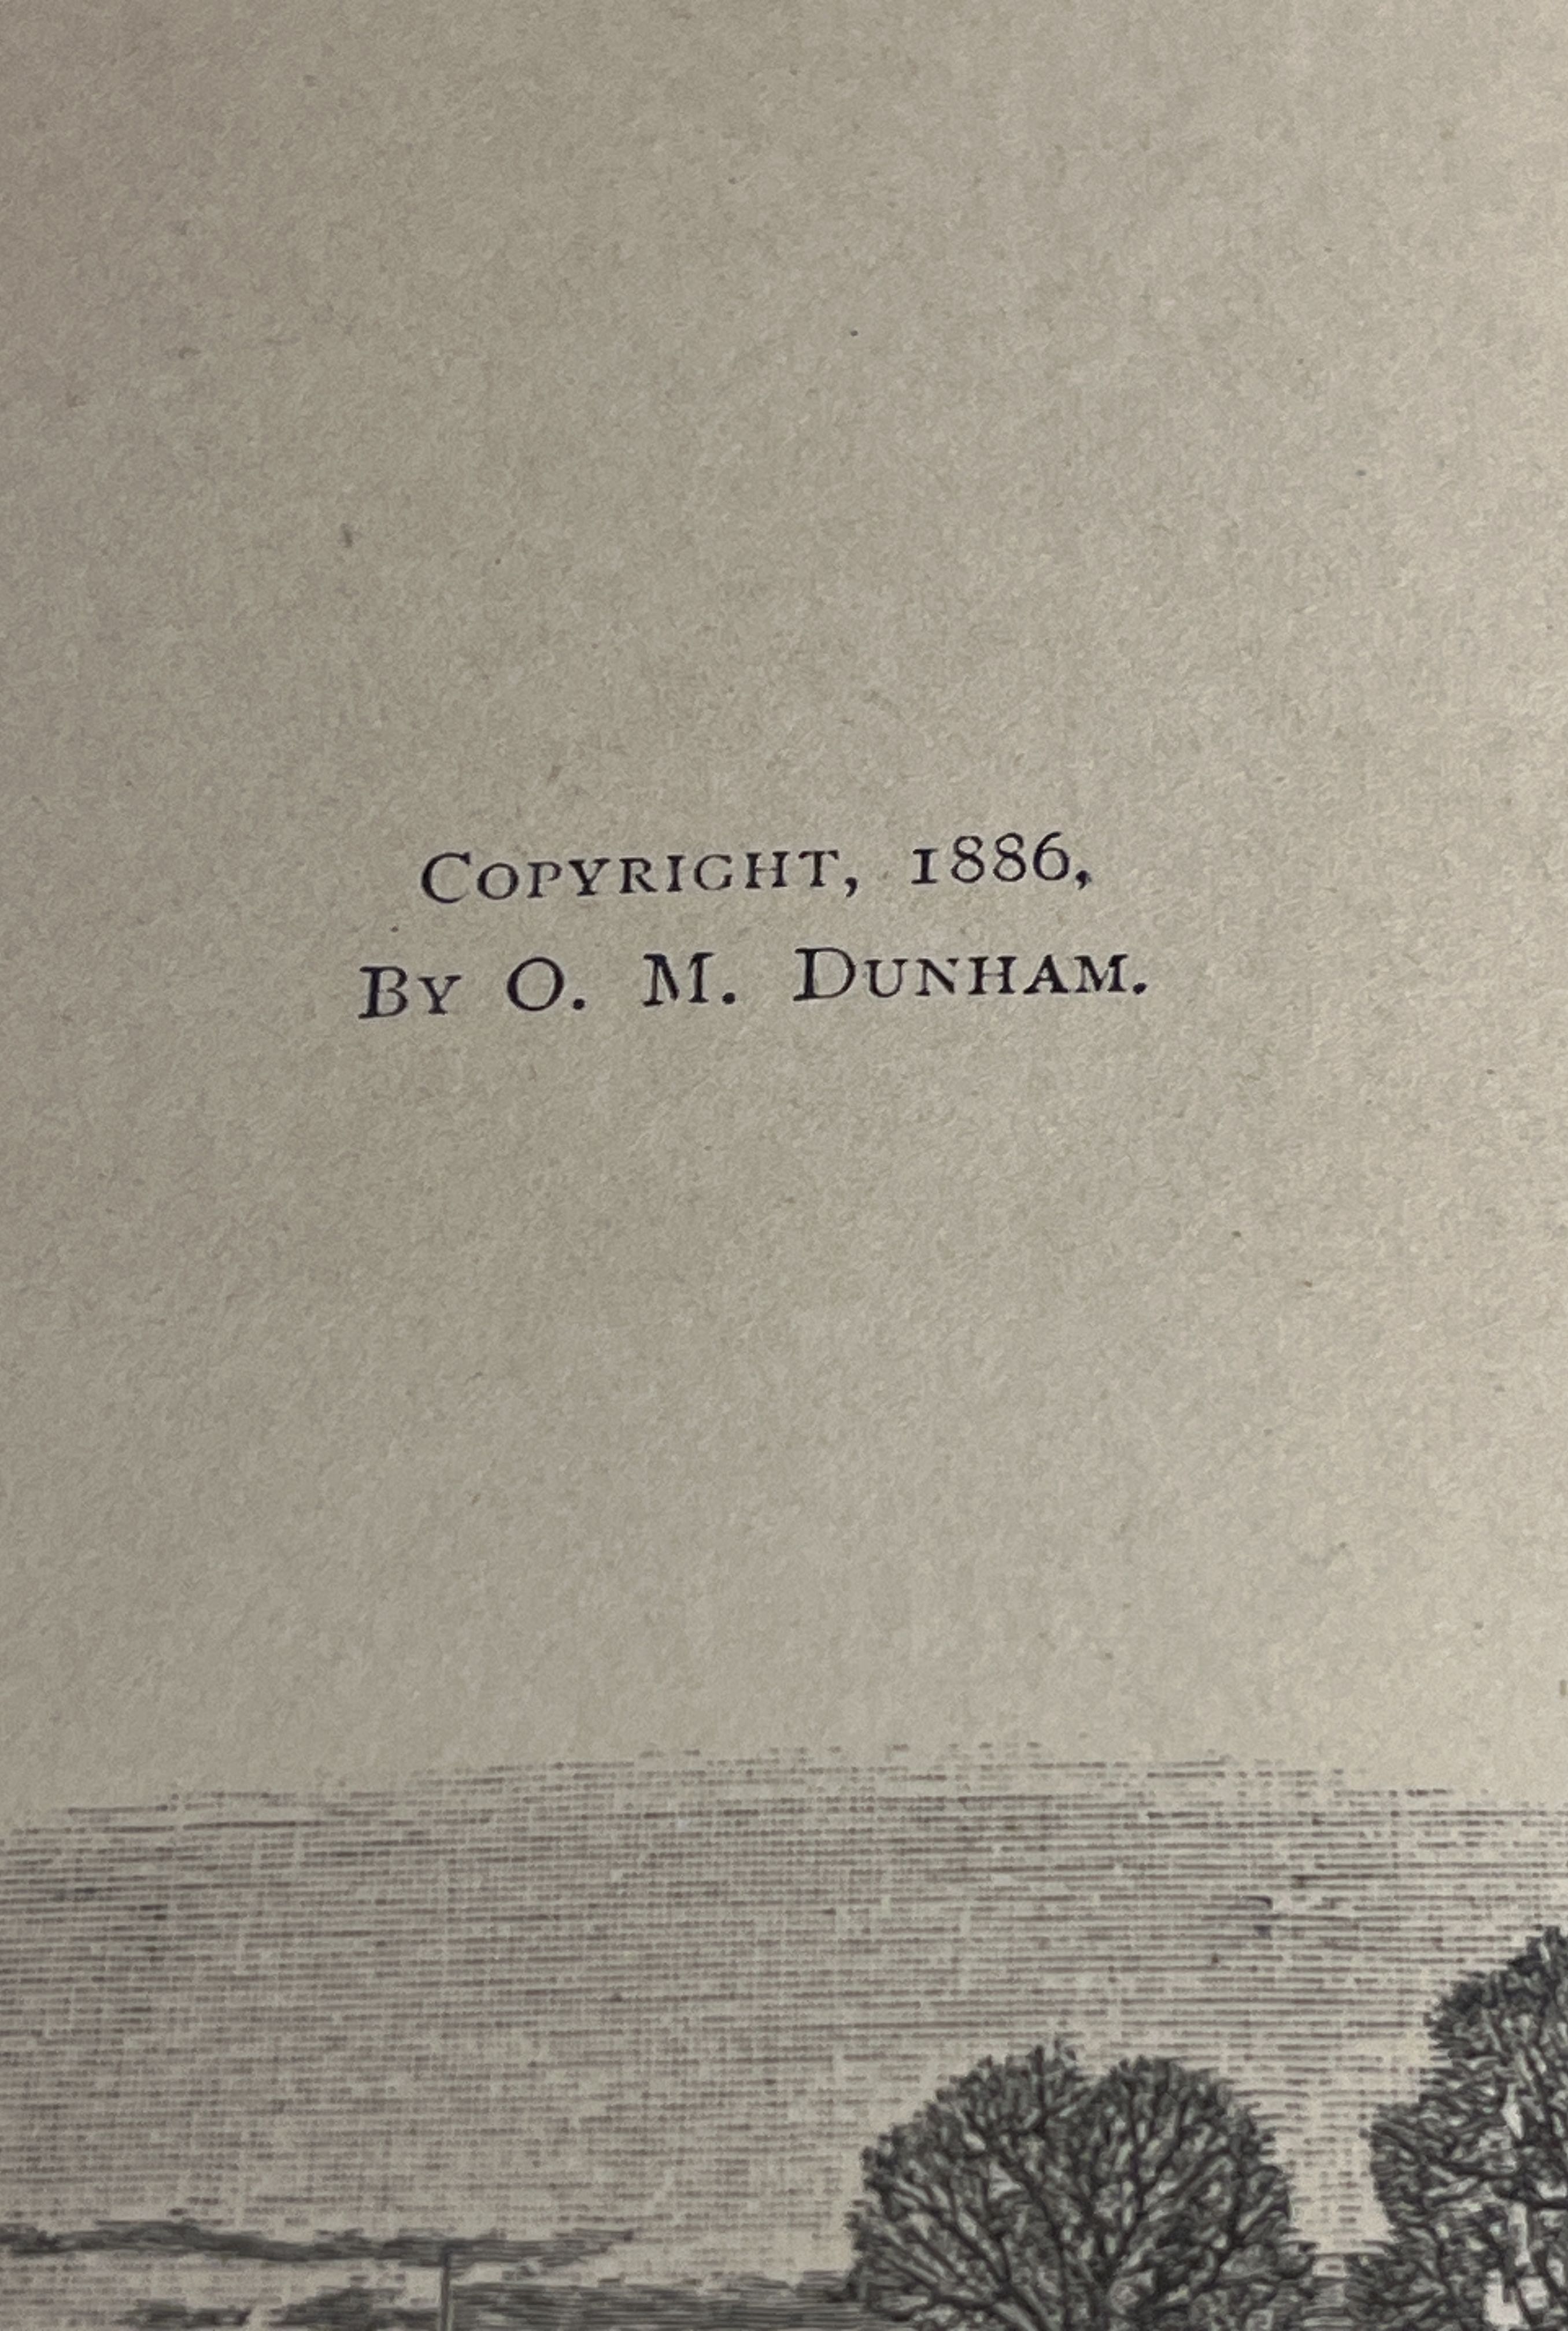 Copyright, 1886,
By O. M. Dunham.